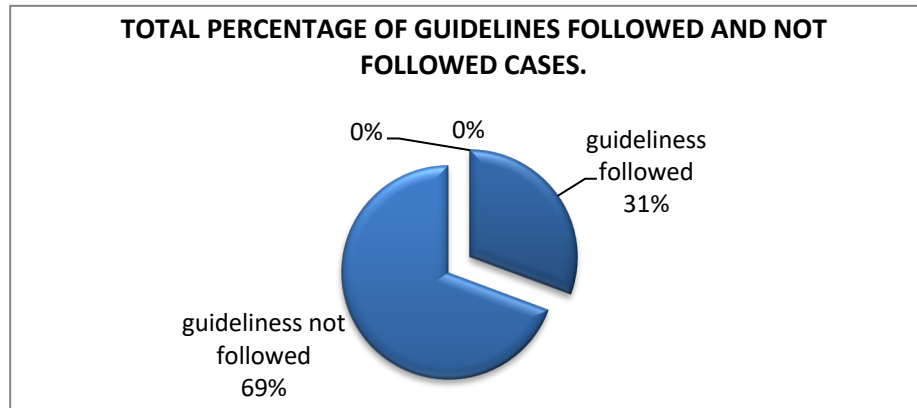 TOTAL PERCENTAGE OF GUIDELINES FOLLOWED AND NOT
FOLLOWED CASES.
0%
0%
guideliness
followed
31%
guideliness not
followed
69%